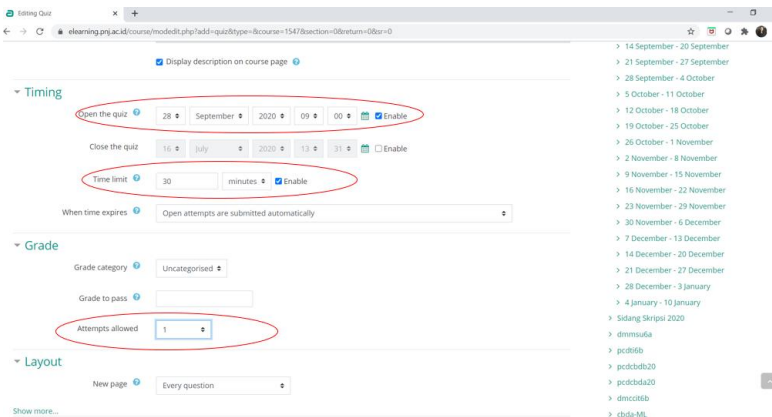 Editing Quiz
elearning.pnj.ac.id/course/modedit.php?add=quiz&type=&course=1547&section=0&return=0&sr=0
Display description on course page
Timing
Open the quiz 28 September 2020 09 00 Enable
Close the quiz 16 July 2020 13 31 Enable
Time limit 30 minutes Enable
When time expires Open attempts are submitted automatically
Grade
Grade category Uncategorised
Grade to pass
Attempts allowed 1
Layout
New page Every question
Show more...
14 September - 20 September
21 September - 27 September
28 September - 4 October
5 October - 11 October
12 October - 18 October
19 October - 25 October
26 October - 1 November
2 November - 8 November
9 November - 15 November
16 November - 22 November
23 November - 29 November
30 November - 6 December
7 December - 13 December
14 December - 20 December
21 December - 27 December
28 December - 3 January
4 January - 10 January
Sidang Skripsi 2020
dmmsu6a
pcdti6b
pcdcbdb20
pcdcbda20
dmccit6b
cbda-ML